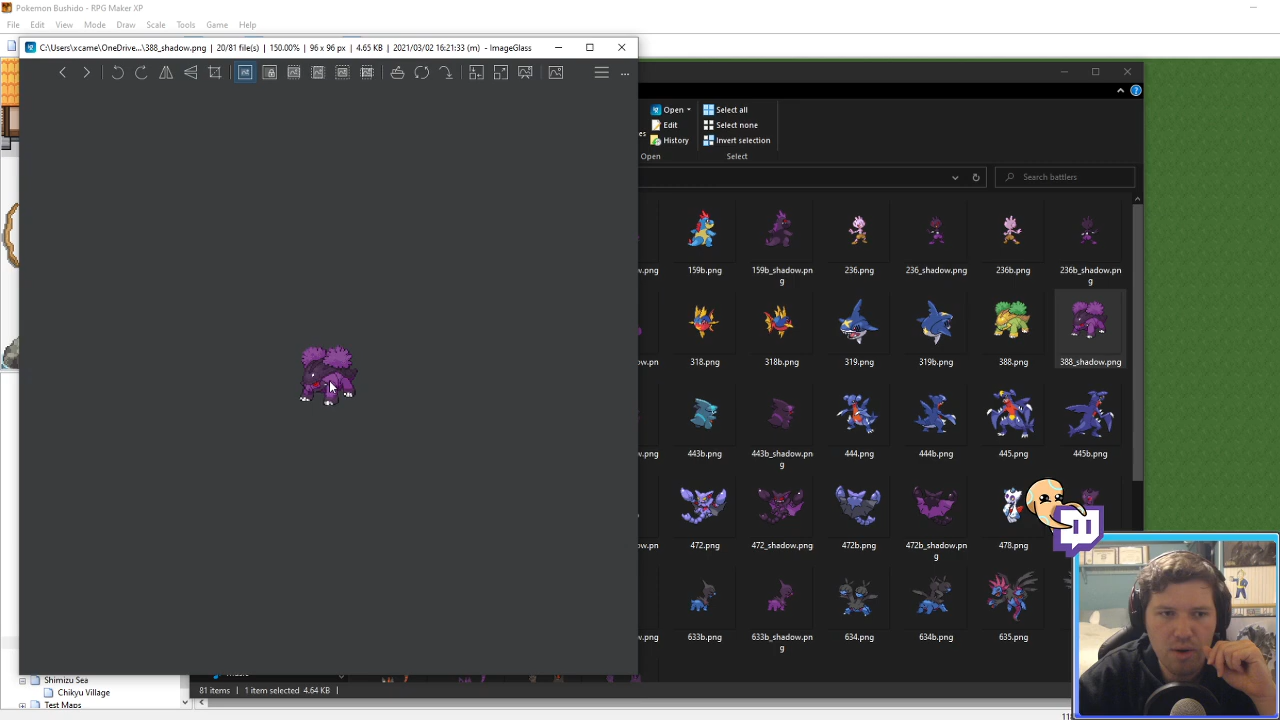 Pokemon Bushido - RPG Maker XP
File Edit View Mode Draw Scale Tools Game Help
C:\Users\xcame\OneDrive...\388_shadow.png | 20/81 file(s) | 150.00% | 96 x 96 px | 4.65 KB | 2021/03/02 16:21:33 (m) - ImageGlass
Open Select all
Edit Select none
History Invert selection
Open Select
Search battlers
159b.png 159b_shadow.png 236.png 236_shadow.png 236b.png 236b_shadow.png
318.png 318b.png 319.png 319b.png 388.png 388_shadow.png
443b.png 443b_shadow.png 444.png 444b.png 445.png 445b.png
472.png 472_shadow.png 472b.png 472b_shadow.png 478.png
633b.png 633b_shadow.png 634.png 634b.png 635.png
Shimizu Sea
Chikyu Village
Test Maps
81 items 1 item selected 4.64 KB